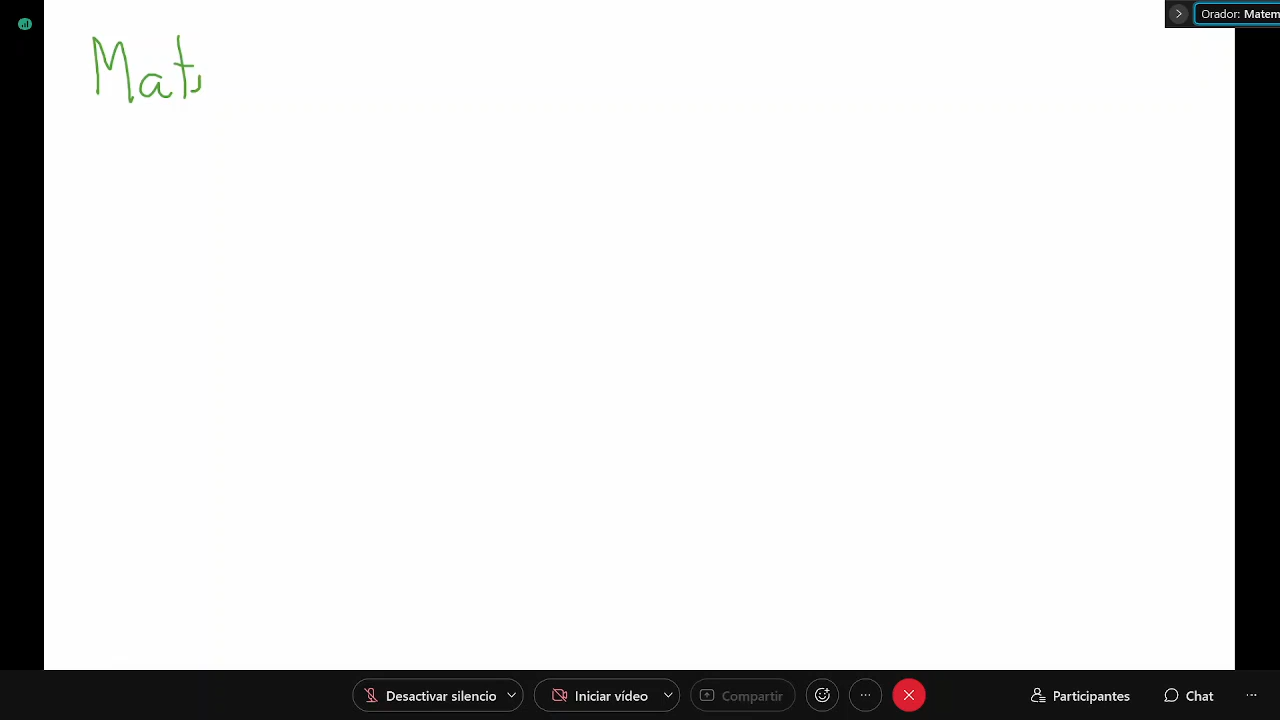 Orador: Matem
Mat
Desactivar silencio
Iniciar vídeo
Compartir
Participantes
Chat